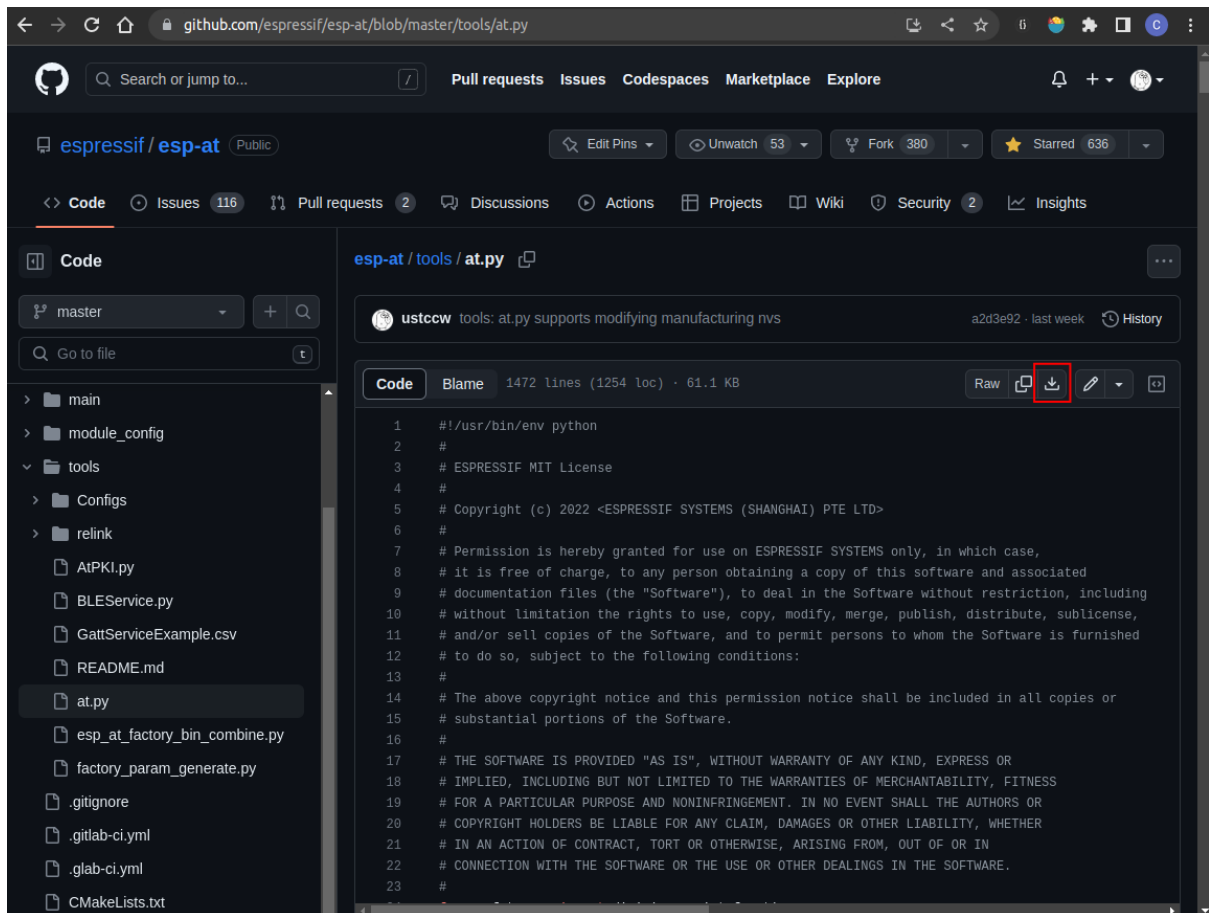 github.com/espressif/esp-at/blob/master/tools/at.py
C
Search or jump to...
/
Pull requests Issues Codespaces Marketplace Explore
espressif / esp-at Public
Edit Pins
Unwatch 53
Fork 380
Starred 636
Code
Issues 116
Pull requests 2
Discussions
Actions
Projects
Wiki
Security 2
Insights
Code
master
Go to file
t
main
module_config
tools
Configs
relink
AtPKI.py
BLEService.py
GattServiceExample.csv
README.md
at.py
esp_at_factory_bin_combine.py
factory_param_generate.py
.gitignore
.gitlab-ci.yml
.glab-ci.yml
CMakeLists.txt
esp-at / tools / at.py
ustccw tools: at.py supports modifying manufacturing nvs
a2d3e92 · last week
History
Code Blame 1472 lines (1254 loc) · 61.1 KB
Raw
1 #!/usr/bin/env python
2 #
3 # ESPRESSIF MIT License
4 #
5 # Copyright (c) 2022 <ESPRESSIF SYSTEMS (SHANGHAI) PTE LTD>
6 #
7 # Permission is hereby granted for use on ESPRESSIF SYSTEMS only, in which case,
8 # it is free of charge, to any person obtaining a copy of this software and associated
9 # documentation files (the "Software"), to deal in the Software without restriction, including
10 # without limitation the rights to use, copy, modify, merge, publish, distribute, sublicense,
11 # and/or sell copies of the Software, and to permit persons to whom the Software is furnished
12 # to do so, subject to the following conditions:
13 #
14 # The above copyright notice and this permission notice shall be included in all copies or
15 # substantial portions of the Software.
16 #
17 # THE SOFTWARE IS PROVIDED "AS IS", WITHOUT WARRANTY OF ANY KIND, EXPRESS OR
18 # IMPLIED, INCLUDING BUT NOT LIMITED TO THE WARRANTIES OF MERCHANTABILITY, FITNESS
19 # FOR A PARTICULAR PURPOSE AND NONINFRINGEMENT. IN NO EVENT SHALL THE AUTHORS OR
20 # COPYRIGHT HOLDERS BE LIABLE FOR ANY CLAIM, DAMAGES OR OTHER LIABILITY, WHETHER
21 # IN AN ACTION OF CONTRACT, TORT OR OTHERWISE, ARISING FROM, OUT OF OR IN
22 # CONNECTION WITH THE SOFTWARE OR THE USE OR OTHER DEALINGS IN THE SOFTWARE.
23 #